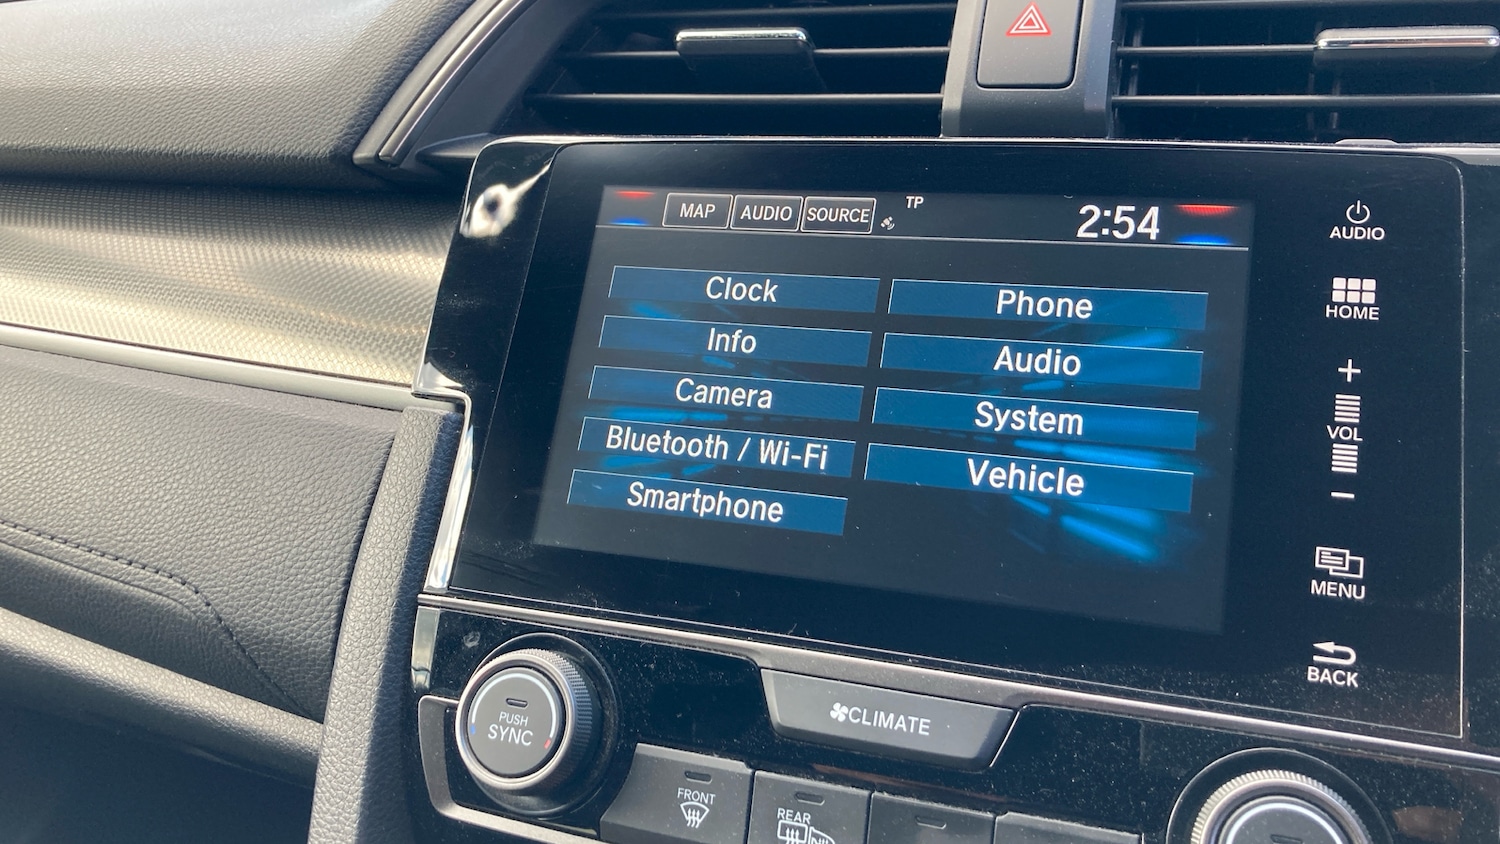 MAP AUDIO SOURCE TP 2:54
Clock
Info
Camera
Bluetooth / Wi-Fi
Smartphone
Phone
Audio
System
Vehicle
AUDIO
HOME
+
VOL
−
MENU
BACK
PUSH
SYNC
CLIMATE
FRONT
REAR